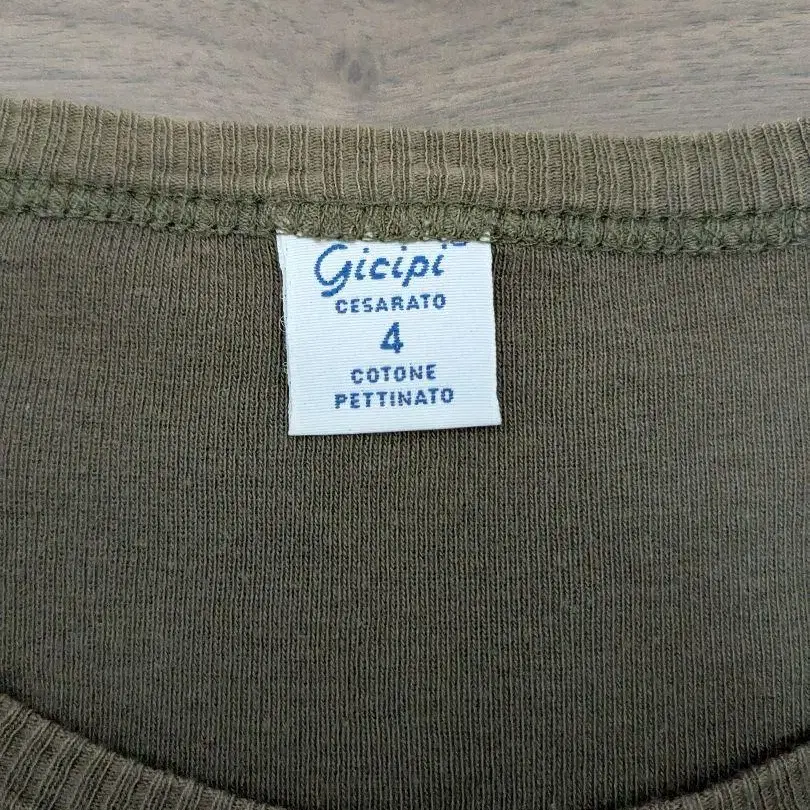 Gicipi
CESARATO
4
COTONE
PETTINATO